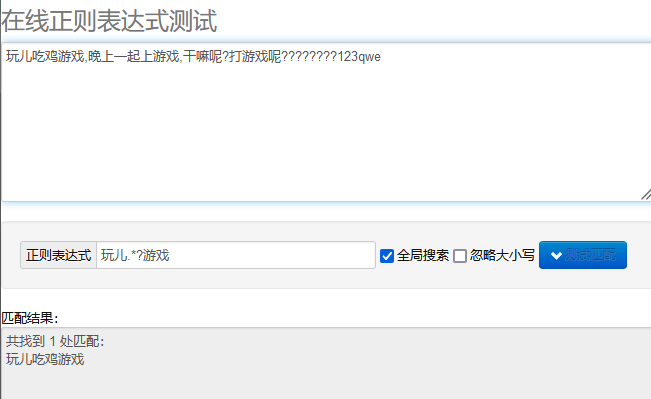 在线正则表达式测试
玩儿吃鸡游戏,晚上一起上游戏,干嘛呢?打游戏呢????????123qwe
正则表达式 玩儿.*?游戏 全局搜索 忽略大小写 测试匹配
匹配结果:
共找到 1 处匹配:
玩儿吃鸡游戏